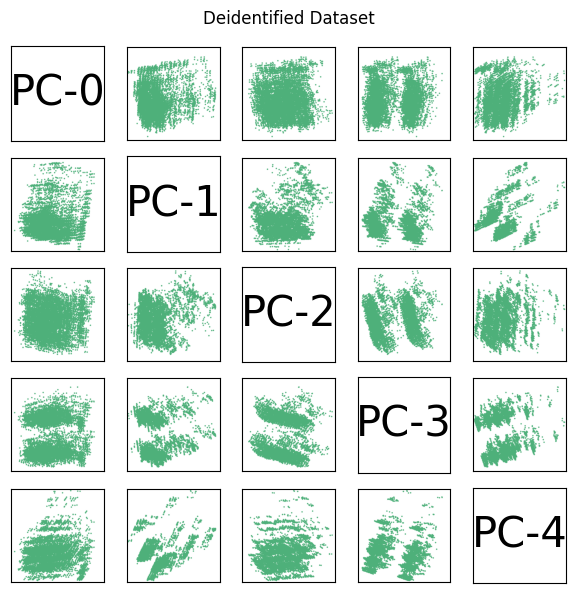 Deidentified Dataset
PC-0
PC-1
PC-2
PC-3
PC-4